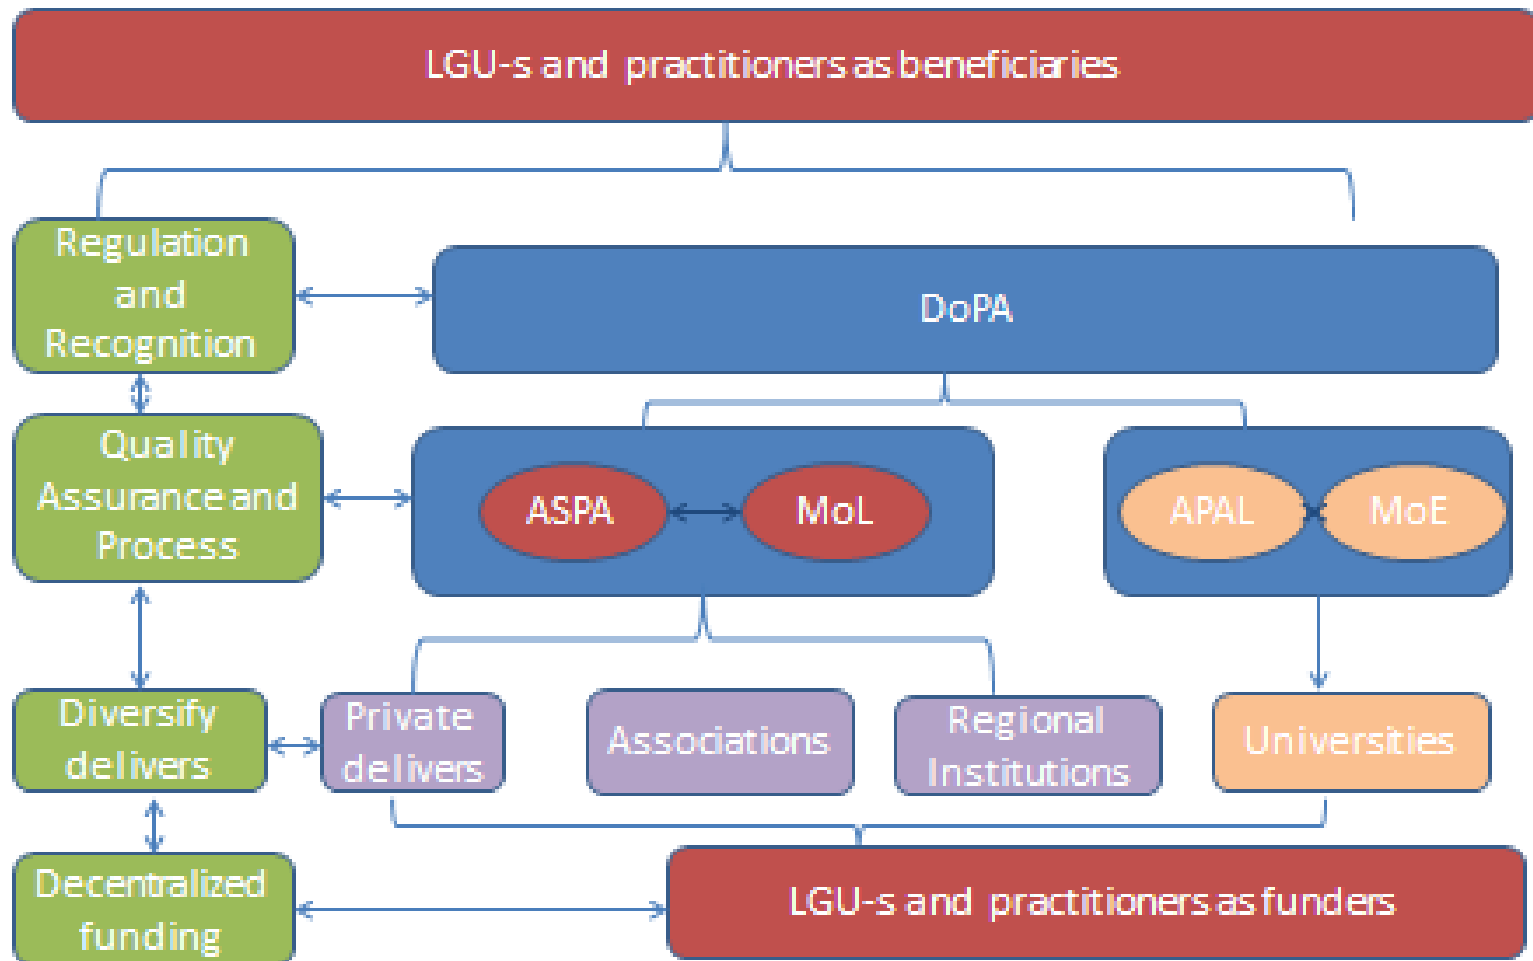 LGU-s and practitioners as beneficiaries
Regulation
and
Recognition
DoPA
Quality
Assurance and
Process
ASPA
MoL
APAL
MoE
Diversify
delivers
Private
delivers
Associations
Regional
Institutions
Universities
Decentralized
funding
LGU-s and practitioners as funders